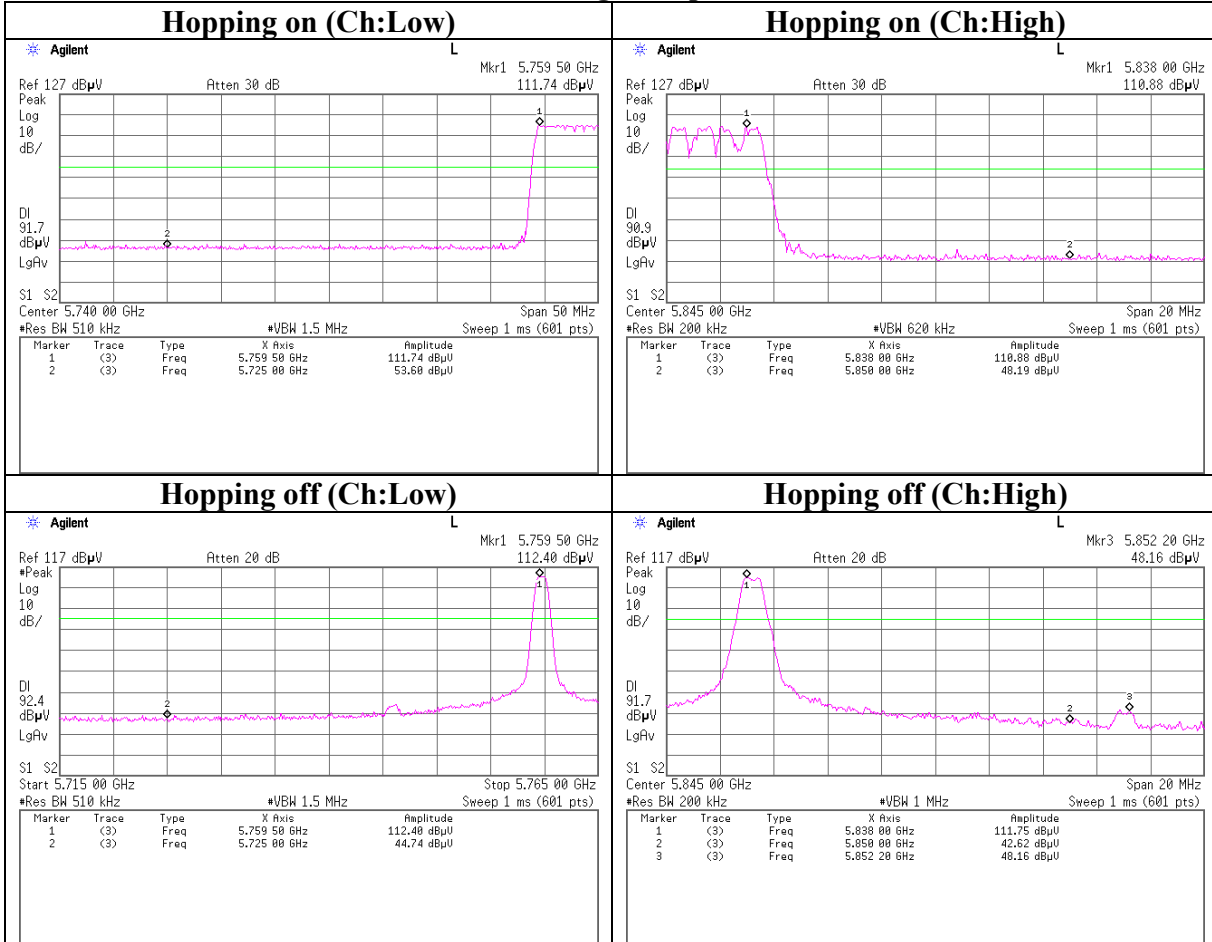 Hopping on (Ch:Low)
Agilent
L
Mkr1 5.759 50 GHz
Ref 127 dBµV Atten 30 dB 111.74 dBµV
Peak
Log
10
dB/
1
2
DI
91.7
dBµV
LgAv
S1 S2
Center 5.740 00 GHz Span 50 MHz
#Res BW 510 kHz #VBW 1.5 MHz Sweep 1 ms (601 pts)
Marker Trace Type X Axis Amplitude
1 (3) Freq 5.759 50 GHz 111.74 dBµV
2 (3) Freq 5.725 00 GHz 53.60 dBµV
Hopping on (Ch:High)
Agilent
L
Mkr1 5.838 00 GHz
Ref 127 dBµV Atten 30 dB 110.88 dBµV
Peak
Log
10
dB/
1
2
DI
90.9
dBµV
LgAv
S1 S2
Center 5.845 00 GHz Span 20 MHz
#Res BW 200 kHz #VBW 620 kHz Sweep 1 ms (601 pts)
Marker Trace Type X Axis Amplitude
1 (3) Freq 5.838 00 GHz 110.88 dBµV
2 (3) Freq 5.850 00 GHz 48.19 dBµV
Hopping off (Ch:Low)
Agilent
L
Mkr1 5.759 50 GHz
Ref 117 dBµV Atten 20 dB 112.40 dBµV
#Peak
Log
10
dB/
1
2
DI
92.4
dBµV
LgAv
S1 S2
Start 5.715 00 GHz Stop 5.765 00 GHz
#Res BW 510 kHz #VBW 1.5 MHz Sweep 1 ms (601 pts)
Marker Trace Type X Axis Amplitude
1 (3) Freq 5.759 50 GHz 112.40 dBµV
2 (3) Freq 5.725 00 GHz 44.74 dBµV
Hopping off (Ch:High)
Agilent
L
Mkr3 5.852 20 GHz
Ref 117 dBµV Atten 20 dB 48.16 dBµV
Peak
Log
10
dB/
1
2
3
DI
91.7
dBµV
LgAv
S1 S2
Center 5.845 00 GHz Span 20 MHz
#Res BW 200 kHz #VBW 1 MHz Sweep 1 ms (601 pts)
Marker Trace Type X Axis Amplitude
1 (3) Freq 5.838 00 GHz 111.75 dBµV
2 (3) Freq 5.850 00 GHz 42.62 dBµV
3 (3) Freq 5.852 20 GHz 48.16 dBµV